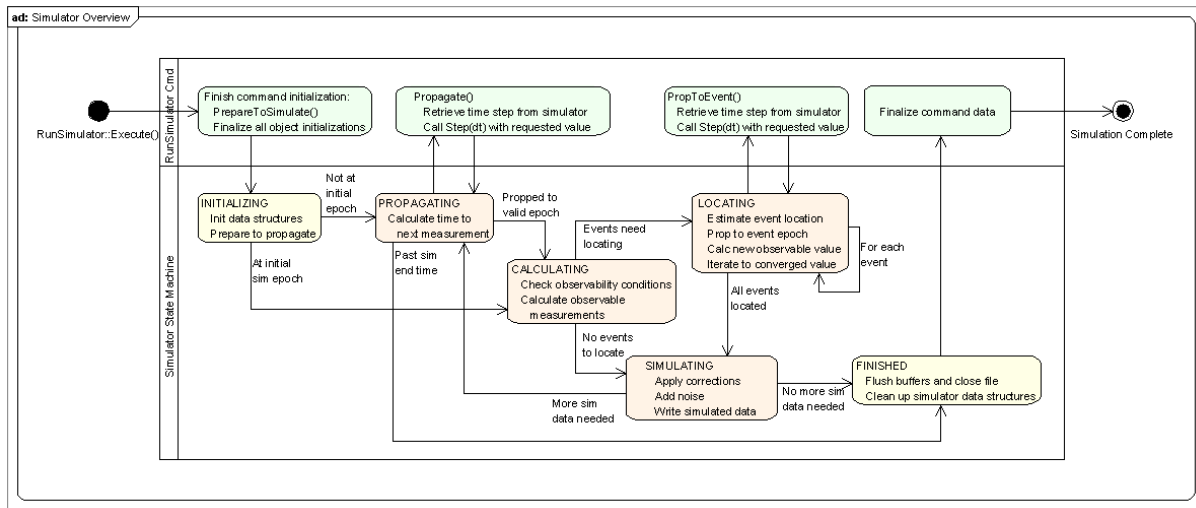 ad: Simulator Overview
RunSimulator Cmd
RunSimulator::Execute()
Finish command initialization:
PrepareToSimulate()
Finalize all object initializations
Propagate()
Retrieve time step from simulator
Call Step(dt) with requested value
PropToEvent()
Retrieve time step from simulator
Call Step(dt) with requested value
Finalize command data
Simulation Complete
Simulator State Machine
INITIALIZING
Init data structures
Prepare to propagate
Not at
initial
epoch
At initial
sim epoch
PROPAGATING
Calculate time to
next measurement
Propped to
valid epoch
Past sim
end time
CALCULATING
Check observability conditions
Calculate observable
measurements
Events need
locating
No events
to locate
LOCATING
Estimate event location
Prop to event epoch
Calc new observable value
Iterate to converged value
For each
event
All events
located
SIMULATING
Apply corrections
Add noise
Write simulated data
More sim
data needed
No more sim
data needed
FINISHED
Flush buffers and close file
Clean up simulator data structures